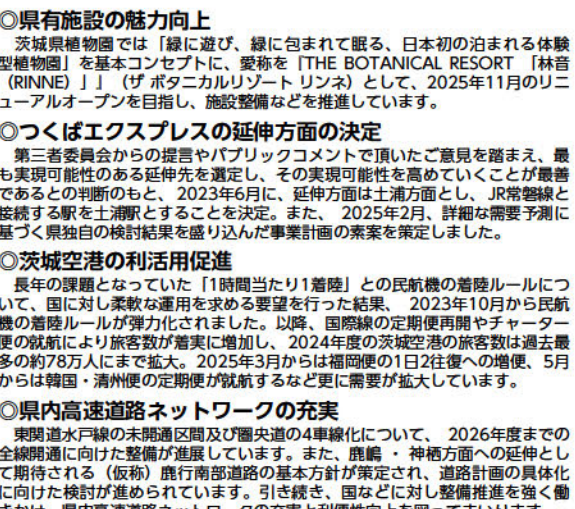 ◎県有施設の魅力向上
茨城県植物園では「緑に遊び、緑に包まれて眠る、日本初の泊まれる体験
型植物園」を基本コンセプトに、愛称を『THE BOTANICAL RESORT 「林音
（RINNE）」』（ザ ボタニカルリゾート リンネ）として、2025年11月のリニ
ューアルオープンを目指し、施設整備などを推進しています。
◎つくばエクスプレスの延伸方面の決定
第三者委員会からの提言やパブリックコメントで頂いたご意見を踏まえ、最
も実現可能性のある延伸先を選定し、その実現可能性を高めていくことが最善
であるとの判断のもと、2023年6月に、延伸方面は土浦方面とし、JR常磐線と
接続する駅を土浦駅とすることを決定。また、2025年2月、詳細な需要予測に
基づく県独自の検討結果を盛り込んだ事業計画の素案を策定しました。
◎茨城空港の利活用促進
長年の課題となっていた「1時間当たり1着陸」との民航機の着陸ルールにつ
いて、国に対し柔軟な運用を求める要望を行った結果、2023年10月から民航
機の着陸ルールが弾力化されました。以降、国際線の定期便再開やチャーター
便の就航により旅客数が着実に増加し、2024年度の茨城空港の旅客数は過去最
多の約78万人にまで拡大。2025年3月からは福岡便の1日2往復への増便、5月
からは韓国・清州便の定期便が就航するなど更に需要が拡大しています。
◎県内高速道路ネットワークの充実
東関道水戸線の未開通区間及び圏央道の4車線化について、2026年度までの
全線開通に向けた整備が進展しています。また、鹿嶋・神栖方面への延伸とし
て期待される（仮称）鹿行南部道路の基本方針が策定され、道路計画の具体化
に向けた検討が進められています。引き続き、国などに対し整備推進を強く働
きかけ、県内高速道路ネットワークの充実と利便性向上を図ってまいります。